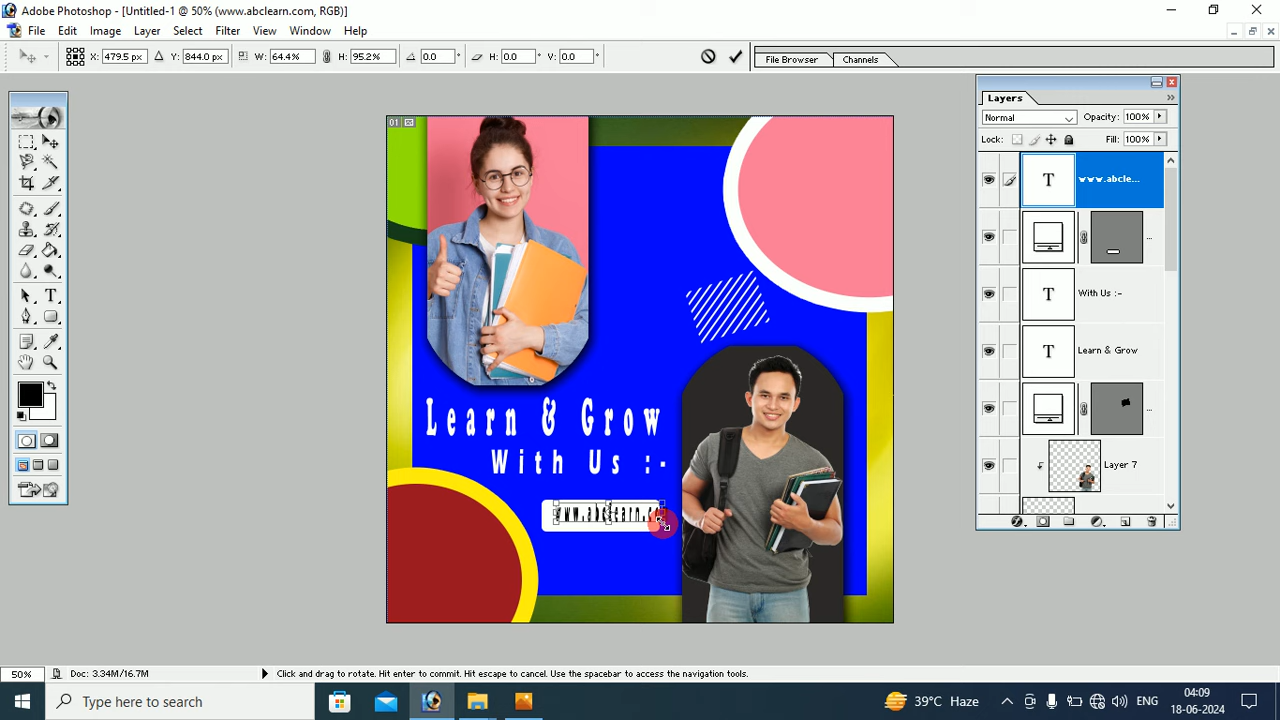 Adobe Photoshop - [Untitled-1 @ 50% (www.abclearn.com, RGB)]
File Edit Image Layer Select Filter View Window Help
X: 479.5 px Y: 844.0 px W: 64.4% H: 95.2% 0.0 ° H: 0.0 ° V: 0.0 °
File Browser Channels
Layers
Normal Opacity: 100%
Lock: Fill: 100%
01
T www.abcle...
...
T With Us :-
T Learn & Grow
...
Layer 7
Learn & Grow
With Us :-
50% Doc: 3.34M/16.7M Click and drag to rotate. Hit enter to commit. Hit escape to cancel. Use the spacebar to access the navigation tools.
Type here to search
39°C Haze
ENG
04:09
18-06-2024